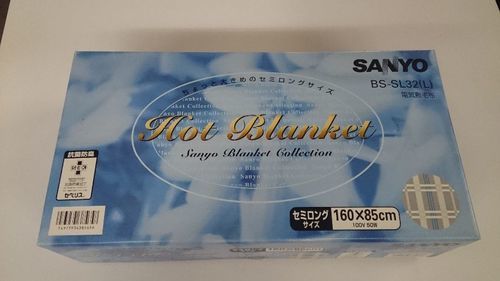 SANYO
BS-SL32(L)
電気敷毛布
ちょっと大きめのセミロングサイズ
Hot Blanket
Sanyo Blanket Collection
抗菌防臭
セミロング
サイズ
160×85cm
100V 50W